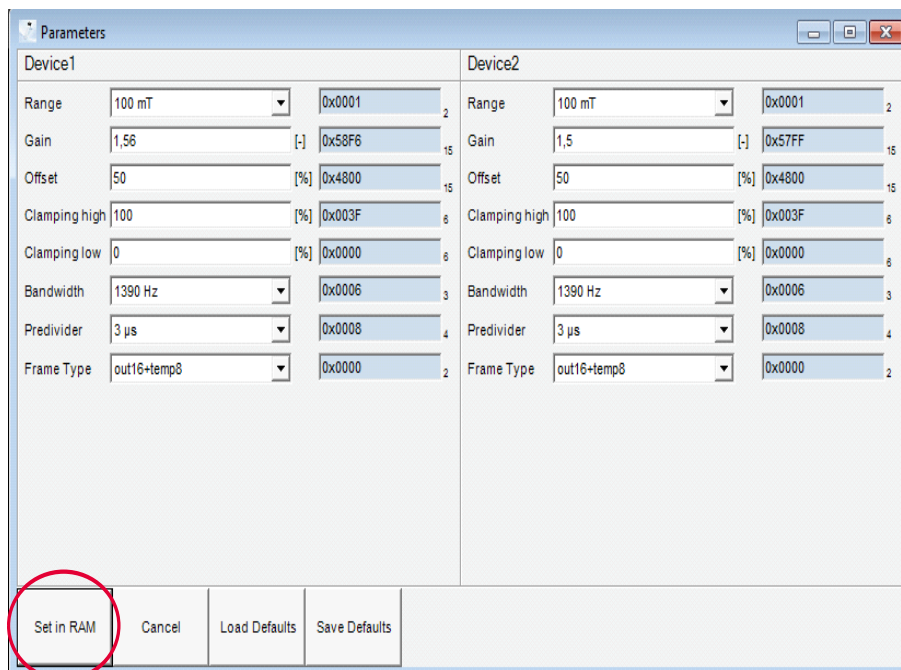 Parameters
Device1 Device2
Range 100 mT 0x0001 2 Range 100 mT 0x0001 2
Gain 1,56 [-] 0x58F6 15 Gain 1,5 [-] 0x57FF 15
Offset 50 [%] 0x4800 15 Offset 50 [%] 0x4800 15
Clamping high 100 [%] 0x003F 6 Clamping high 100 [%] 0x003F 6
Clamping low 0 [%] 0x0000 6 Clamping low 0 [%] 0x0000 6
Bandwidth 1390 Hz 0x0006 3 Bandwidth 1390 Hz 0x0006 3
Predivider 3 µs 0x0008 4 Predivider 3 µs 0x0008 4
Frame Type out16+temp8 0x0000 2 Frame Type out16+temp8 0x0000 2
Set in RAM Cancel Load Defaults Save Defaults